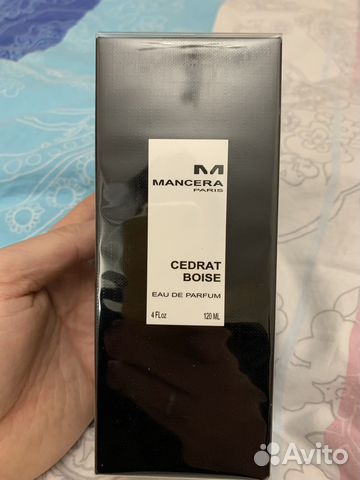 M
MANCERA
PARIS
CEDRAT
BOISE
EAU DE PARFUM
4 FLoz 120 ML
Avito